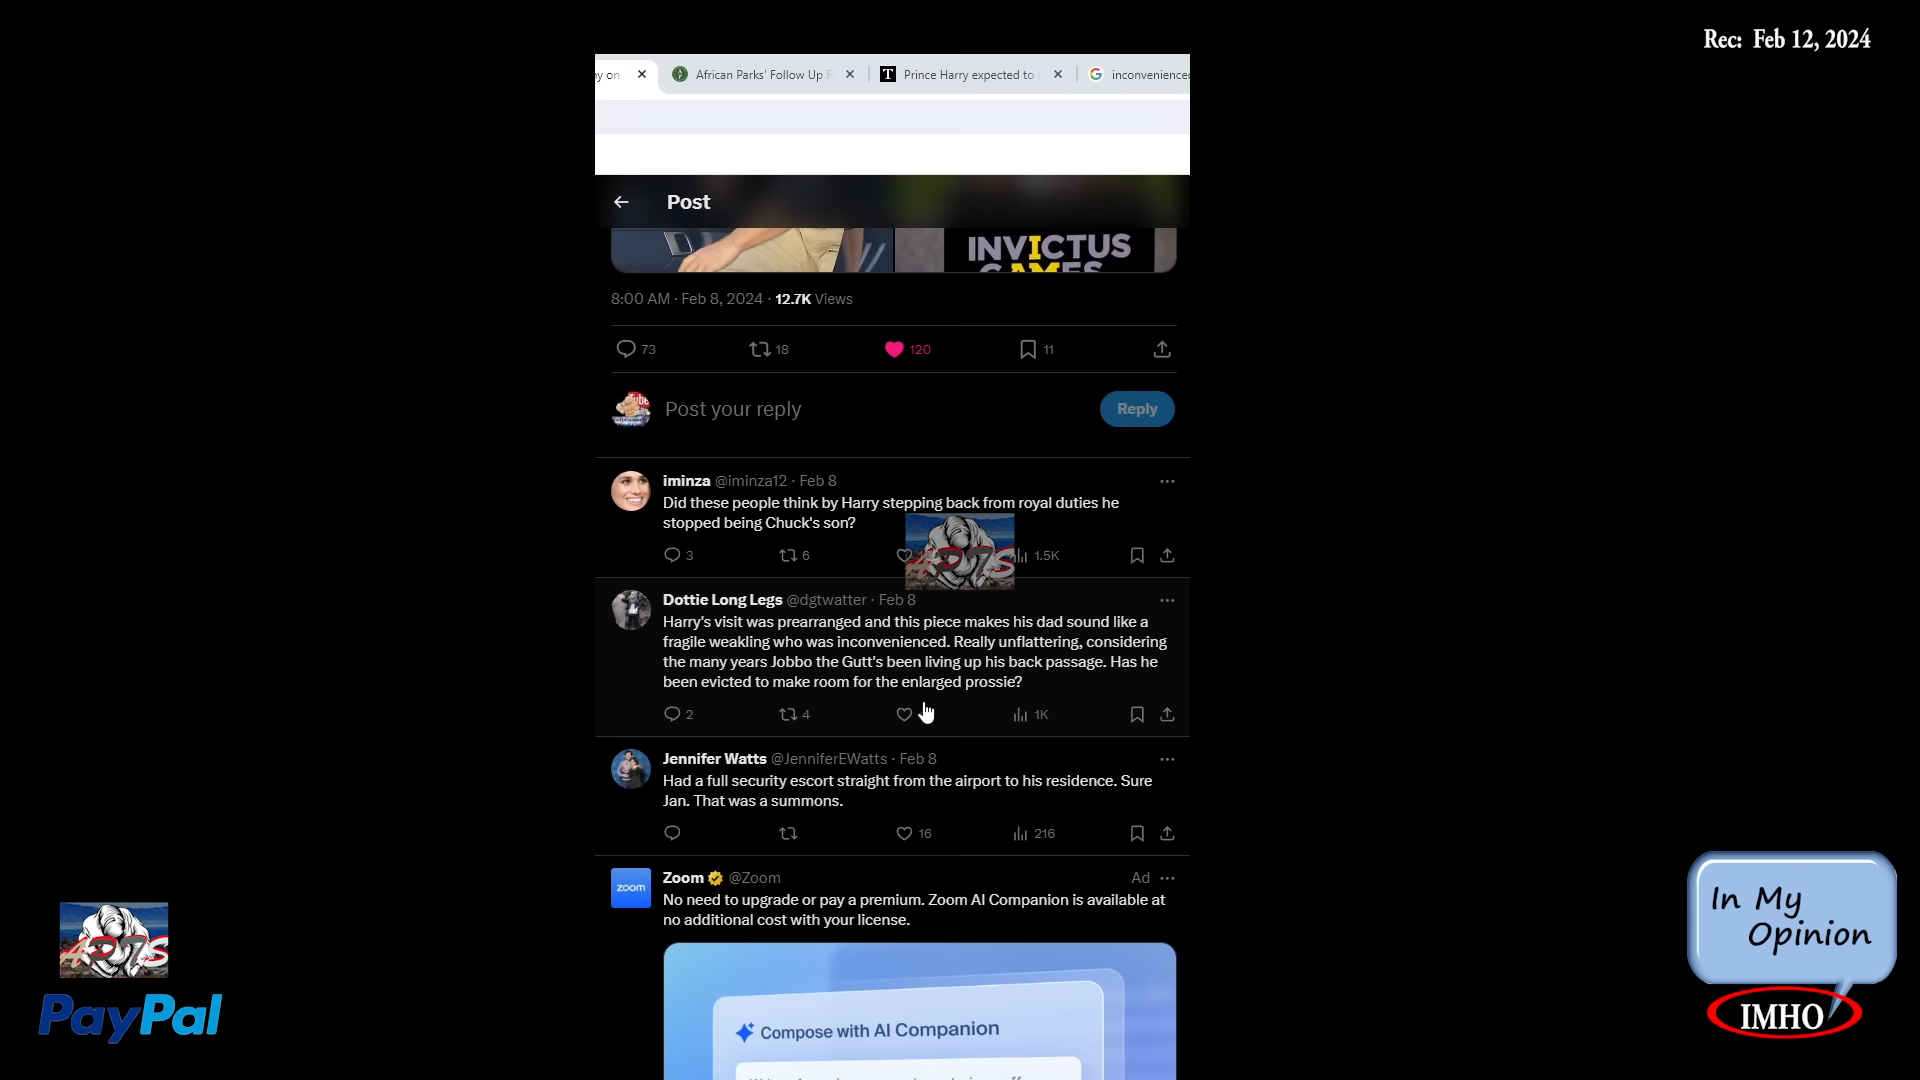 Rec: Feb 12, 2024
ny on
African Parks' Follow Up
Prince Harry expected to
inconvenienced
Post
INVICTUS
GAMES
8:00 AM · Feb 8, 2024 · 12.7K Views
73
18
120
11
Post your reply
Reply
iminza @iminza12 · Feb 8
Did these people think by Harry stepping back from royal duties he
stopped being Chuck's son?
3
6
1.5K
Dottie Long Legs @dgtwatter · Feb 8
Harry's visit was prearranged and this piece makes his dad sound like a
fragile weakling who was inconvenienced. Really unflattering, considering
the many years Jobbo the Gutt's been living up his back passage. Has he
been evicted to make room for the enlarged prossie?
2
4
1K
Jennifer Watts @JenniferEWatts · Feb 8
Had a full security escort straight from the airport to his residence. Sure
Jan. That was a summons.
16
216
zoom
Zoom @Zoom
Ad
No need to upgrade or pay a premium. Zoom AI Companion is available at
no additional cost with your license.
Compose with AI Companion
PayPal
In My
Opinion
IMHO